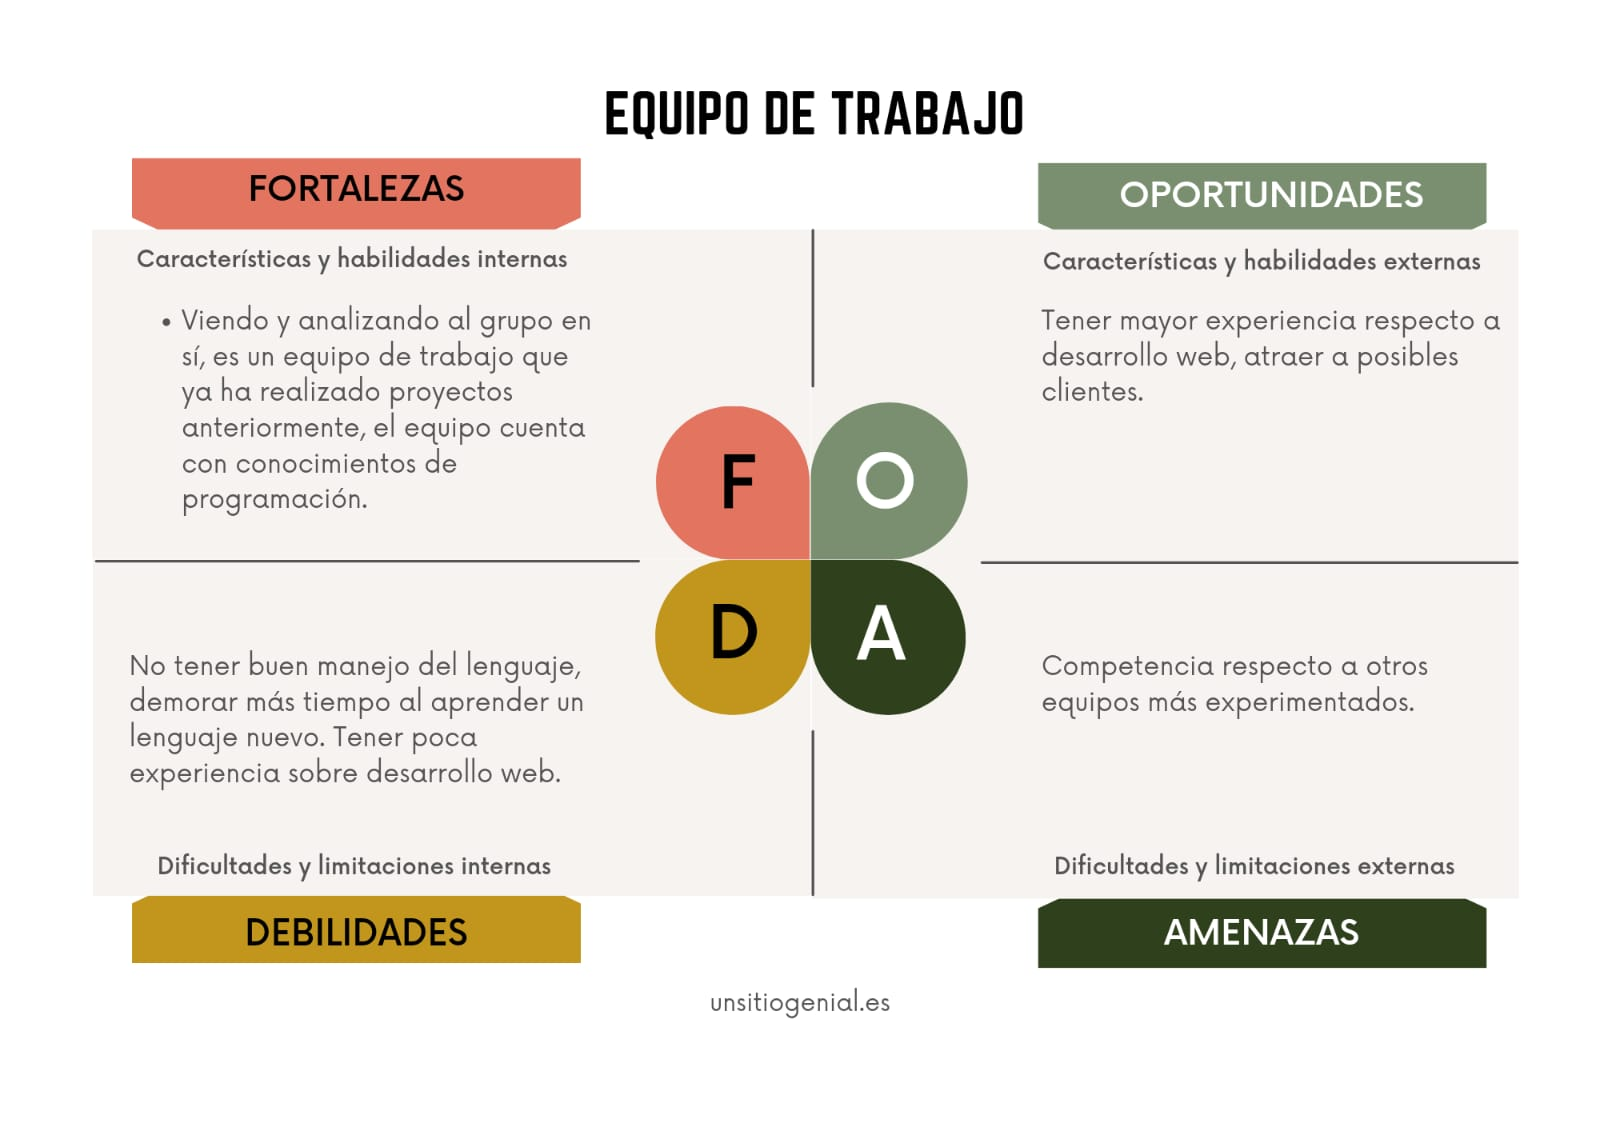 EQUIPO DE TRABAJO
FORTALEZAS
Características y habilidades internas
• Viendo y analizando al grupo en
sí, es un equipo de trabajo que
ya ha realizado proyectos
anteriormente, el equipo cuenta
con conocimientos de
programación.
OPORTUNIDADES
Características y habilidades externas
Tener mayor experiencia respecto a
desarrollo web, atraer a posibles
clientes.
F
O
D
A
No tener buen manejo del lenguaje,
demorar más tiempo al aprender un
lenguaje nuevo. Tener poca
experiencia sobre desarrollo web.
Dificultades y limitaciones internas
DEBILIDADES
Competencia respecto a otros
equipos más experimentados.
Dificultades y limitaciones externas
AMENAZAS
unsitiogenial.es